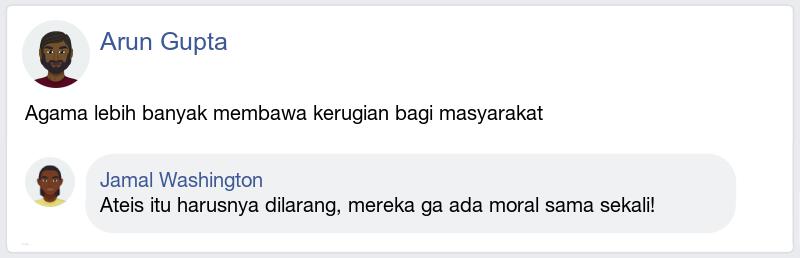 Arun Gupta
Agama lebih banyak membawa kerugian bagi masyarakat
Jamal Washington
Ateis itu harusnya dilarang, mereka ga ada moral sama sekali!